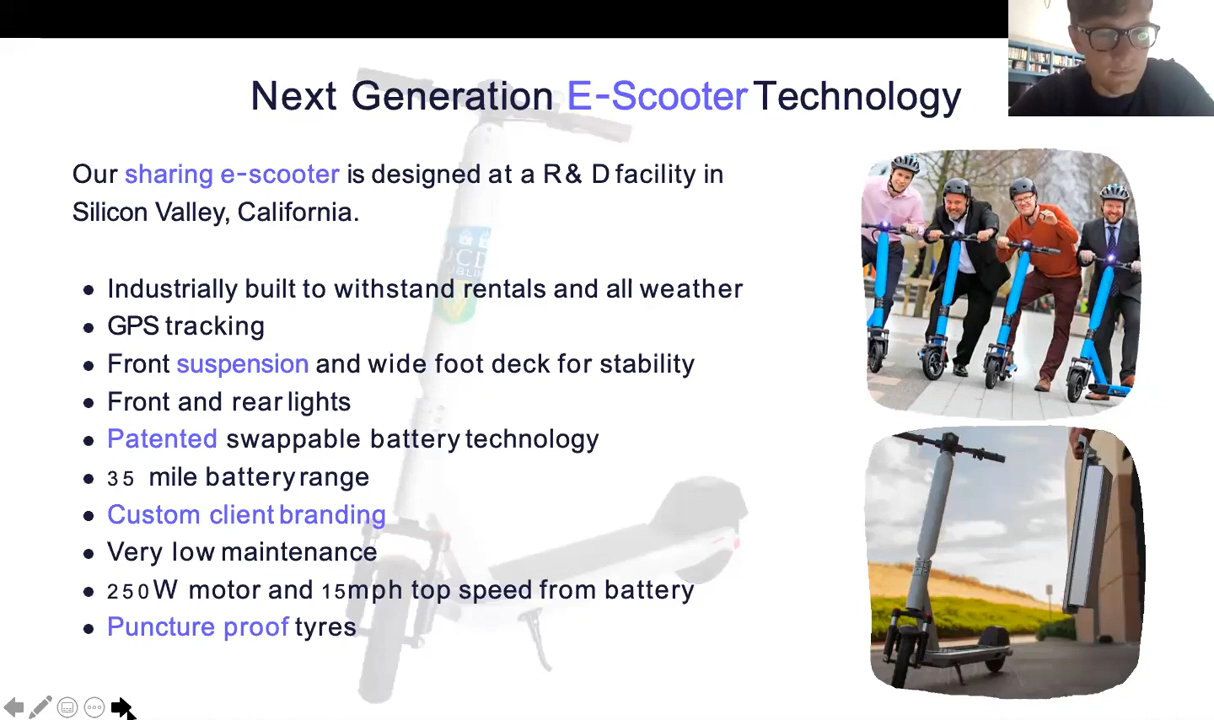 Next Generation E-Scooter Technology
Our sharing e-scooter is designed at a R & D facility in
Silicon Valley, California.
• Industrially built to withstand rentals and all weather
• GPS tracking
• Front suspension and wide foot deck for stability
• Front and rear lights
• Patented swappable battery technology
• 35 mile battery range
• Custom client branding
• Very low maintenance
• 250W motor and 15mph top speed from battery
• Puncture proof tyres